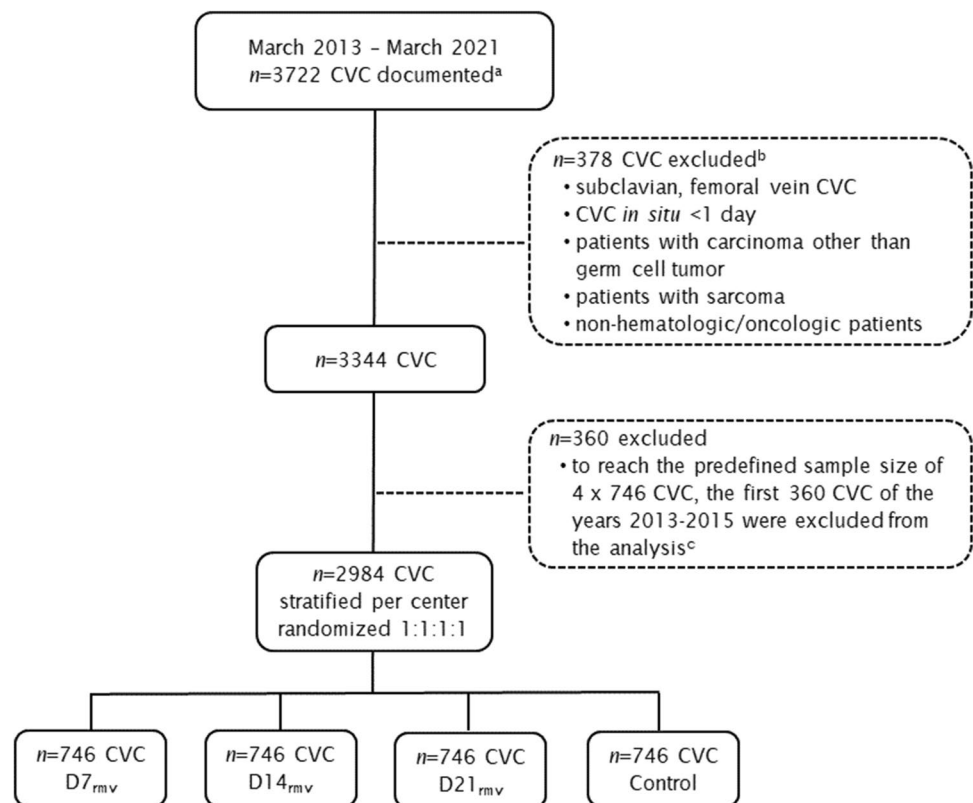 March 2013 – March 2021
n=3722 CVC documentedᵃ
n=378 CVC excludedᵇ
• subclavian, femoral vein CVC
• CVC in situ <1 day
• patients with carcinoma other than
germ cell tumor
• patients with sarcoma
• non-hematologic/oncologic patients
n=3344 CVC
n=360 excluded
• to reach the predefined sample size of
4 x 746 CVC, the first 360 CVC of the
years 2013-2015 were excluded from
the analysisᶜ
n=2984 CVC
stratified per center
randomized 1:1:1:1
n=746 CVC
D7rmv
n=746 CVC
D14rmv
n=746 CVC
D21rmv
n=746 CVC
Control